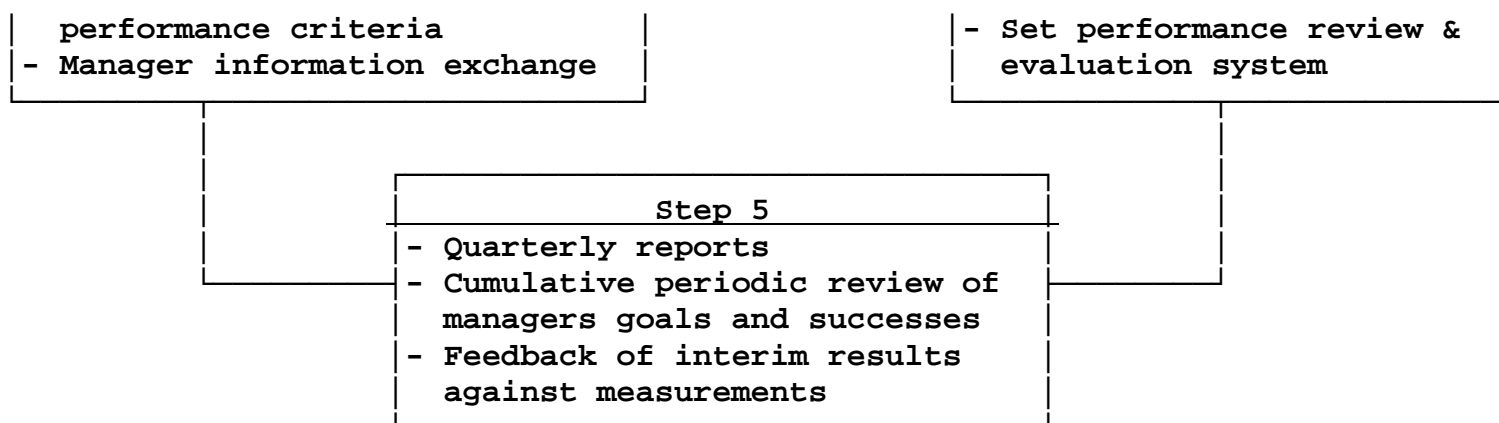 performance criteria
- Manager information exchange
- Set performance review &
evaluation system
Step 5
- Quarterly reports
- Cumulative periodic review of
managers goals and successes
- Feedback of interim results
against measurements